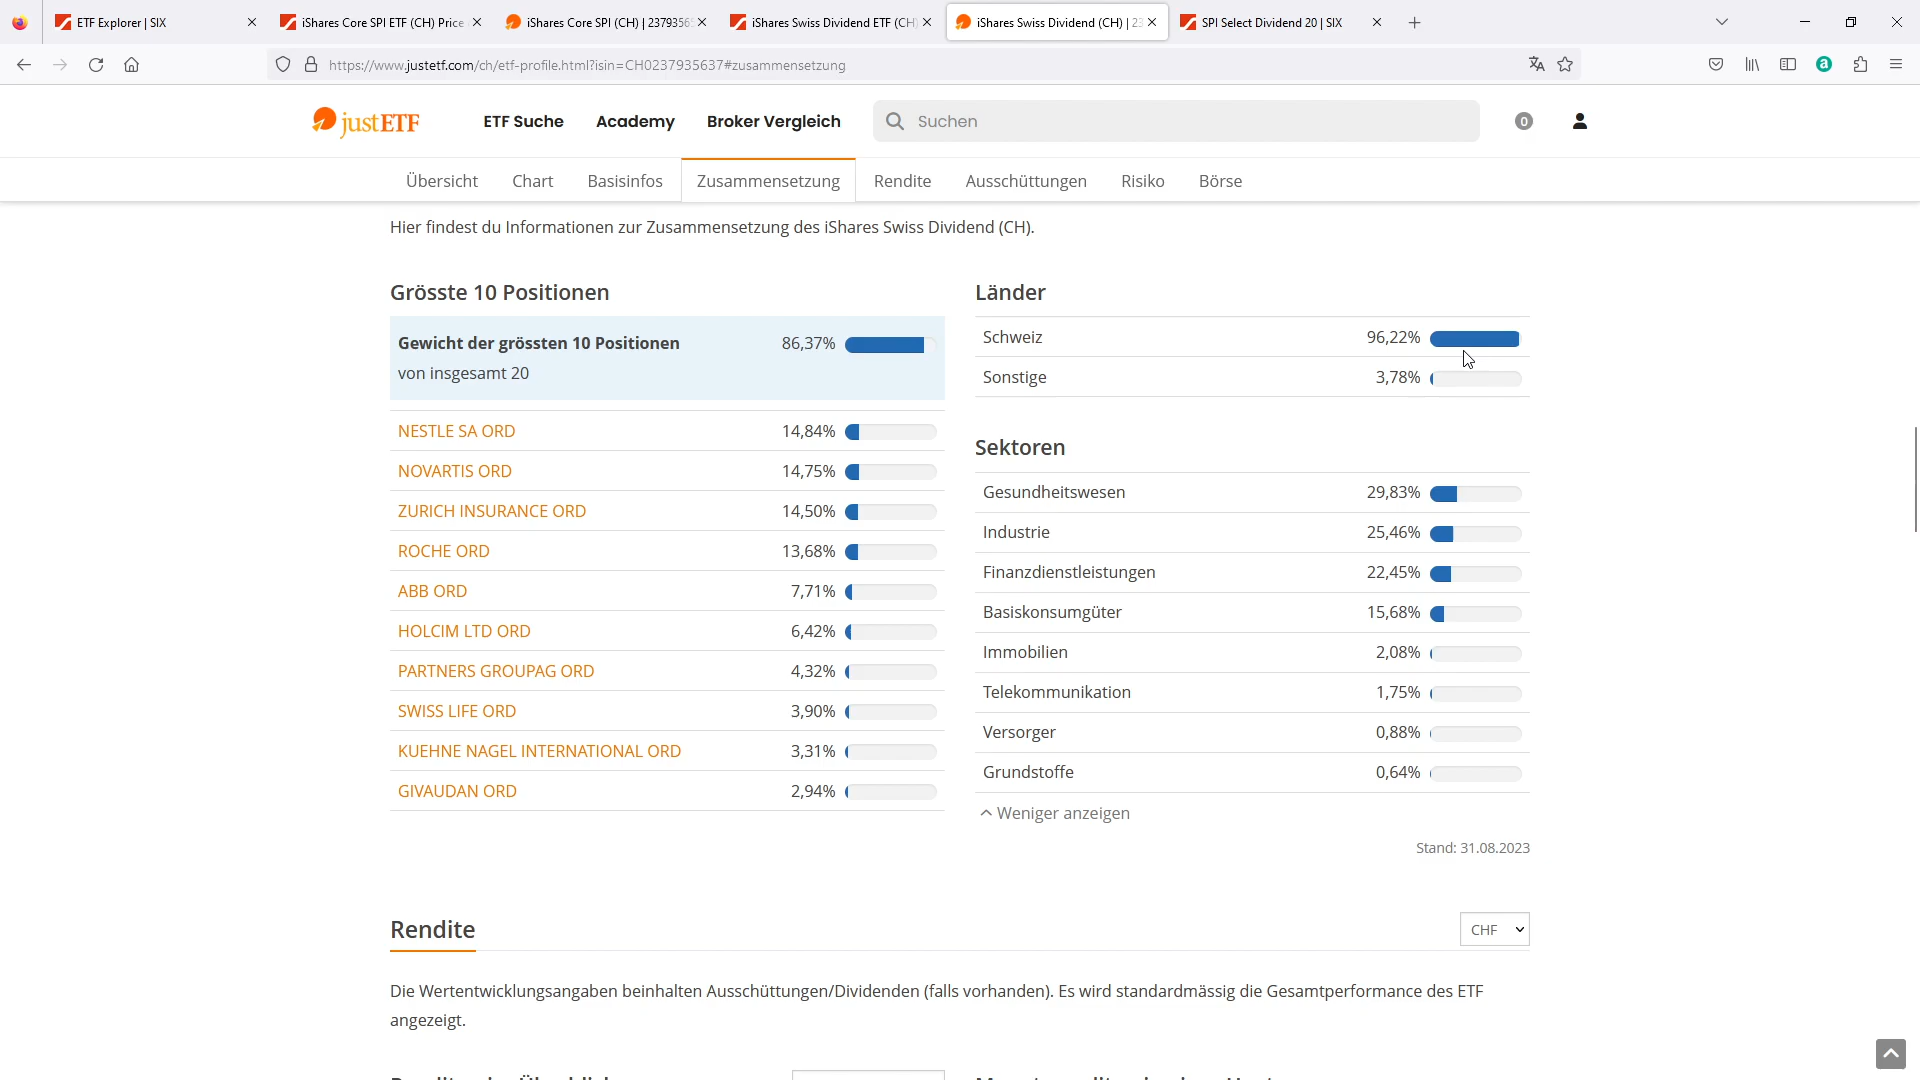 ETF Explorer | SIX
iShares Core SPI ETF (CH) Price
iShares Core SPI (CH) | 2379356
iShares Swiss Dividend ETF (CH)
iShares Swiss Dividend (CH) | 23
SPI Select Dividend 20 | SIX
https://www.justetf.com/ch/etf-profile.html?isin=CH0237935637#zusammensetzung
a
justETF
ETF Suche
Academy
Broker Vergleich
Suchen
0
Übersicht
Chart
Basisinfos
Zusammensetzung
Rendite
Ausschüttungen
Risiko
Börse
Hier findest du Informationen zur Zusammensetzung des iShares Swiss Dividend (CH).
Grösste 10 Positionen
Gewicht der grössten 10 Positionen 86,37%
von insgesamt 20
NESTLE SA ORD 14,84%
NOVARTIS ORD 14,75%
ZURICH INSURANCE ORD 14,50%
ROCHE ORD 13,68%
ABB ORD 7,71%
HOLCIM LTD ORD 6,42%
PARTNERS GROUPAG ORD 4,32%
SWISS LIFE ORD 3,90%
KUEHNE NAGEL INTERNATIONAL ORD 3,31%
GIVAUDAN ORD 2,94%
Länder
Schweiz 96,22%
Sonstige 3,78%
Sektoren
Gesundheitswesen 29,83%
Industrie 25,46%
Finanzdienstleistungen 22,45%
Basiskonsumgüter 15,68%
Immobilien 2,08%
Telekommunikation 1,75%
Versorger 0,88%
Grundstoffe 0,64%
Weniger anzeigen
Stand: 31.08.2023
Rendite
CHF
Die Wertentwicklungsangaben beinhalten Ausschüttungen/Dividenden (falls vorhanden). Es wird standardmässig die Gesamtperformance des ETF
angezeigt.